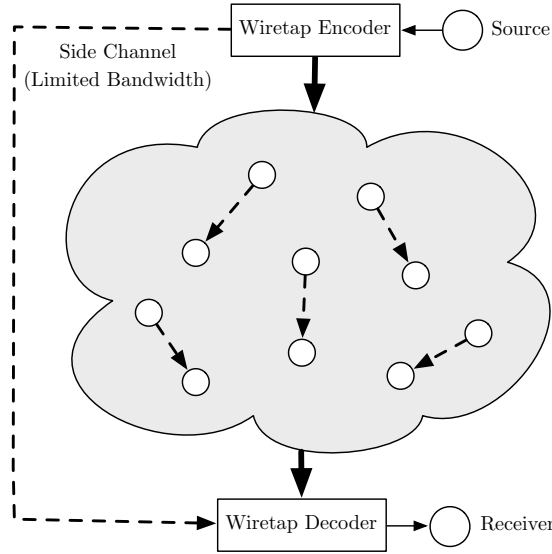 Wiretap Encoder
Source
Side Channel
(Limited Bandwidth)
Wiretap Decoder
Receiver